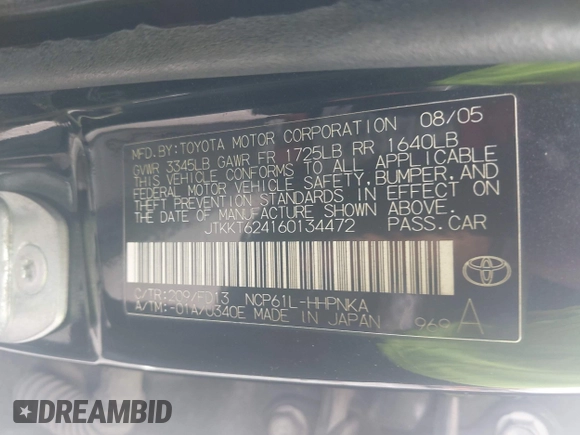 MFD.BY:TOYOTA MOTOR CORPORATION 08/05
GVWR 3345LB GAWR FR 1725LB RR 1640LB
THIS VEHICLE CONFORMS TO ALL APPLICABLE
FEDERAL MOTOR VEHICLE SAFETY, BUMPER, AND
THEFT PREVENTION STANDARDS IN EFFECT ON
THE DATE OF MANUFACTURE SHOWN ABOVE.
JTKKT624160134472 PASS.CAR
C/TR:209/FD13 NCP61L-HHPNKA
A/TM:-01A/U340E MADE IN JAPAN 969 A
TOYOTA
DREAMBID